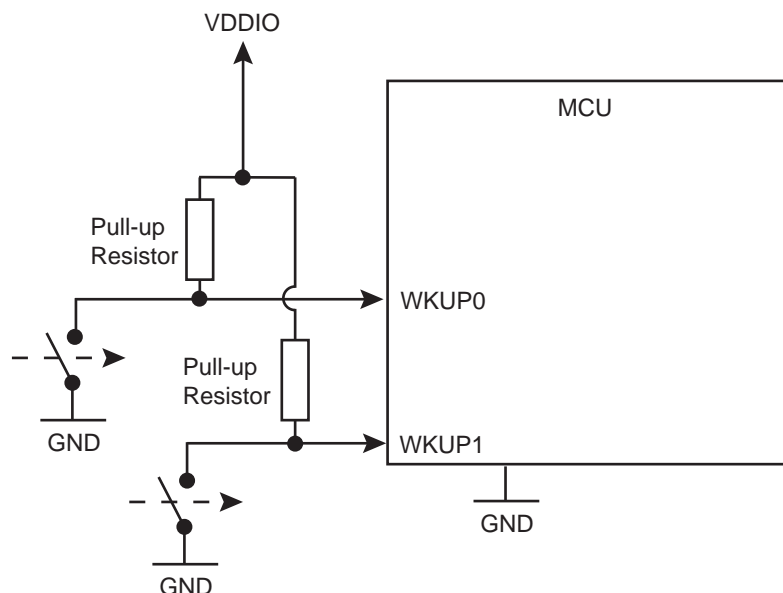 VDDIO
MCU
Pull-up
Resistor
WKUP0
Pull-up
Resistor
GND
WKUP1
GND
GND